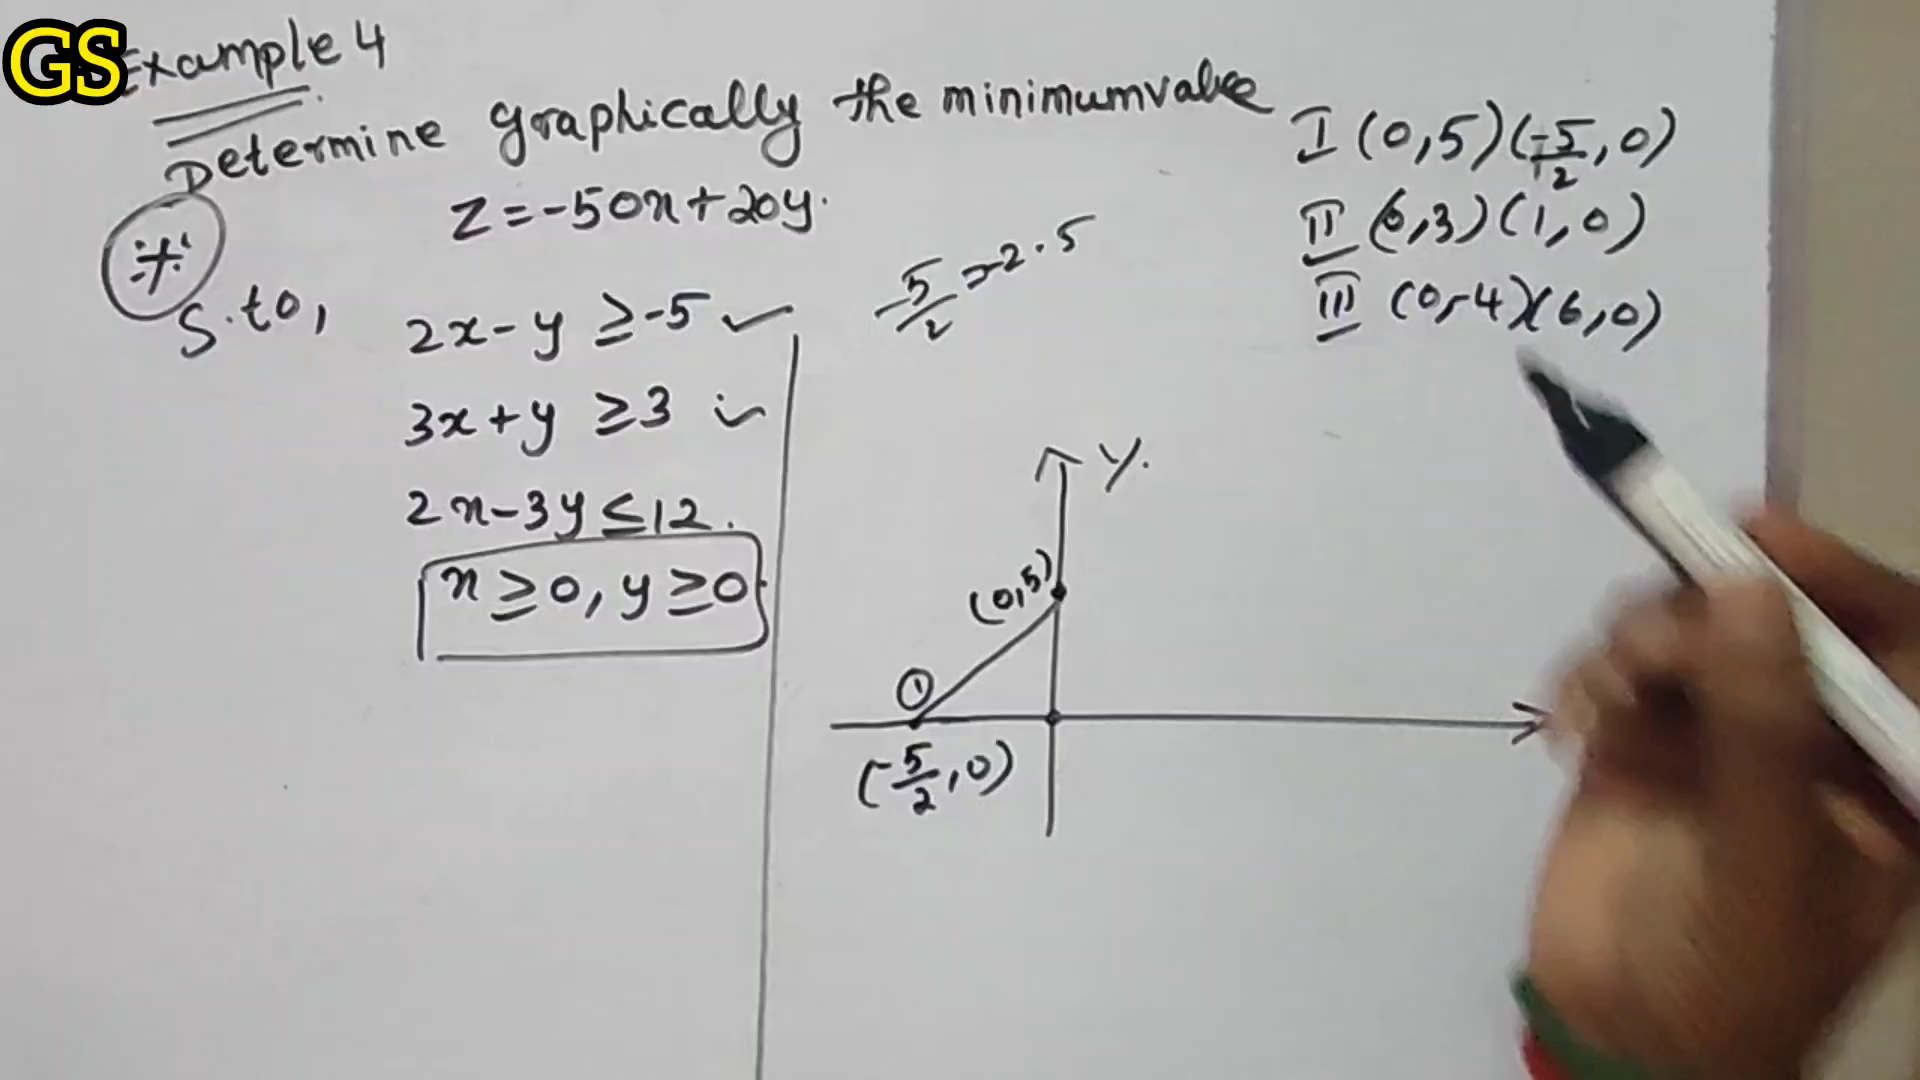 GS
Example 4
Determine graphically the minimumvalue
Z=-50x+20y.
S.to,
2x-y ≥-5 ✓
3x+y ≥3 ✓
2x-3y≤12.
x≥0, y≥0
-5/2 = -2.5
I (0,5)(-5/2,0)
II (0,3)(1,0)
III (0,-4)(6,0)
Y.
(0,5)
①
(-5/2,0)